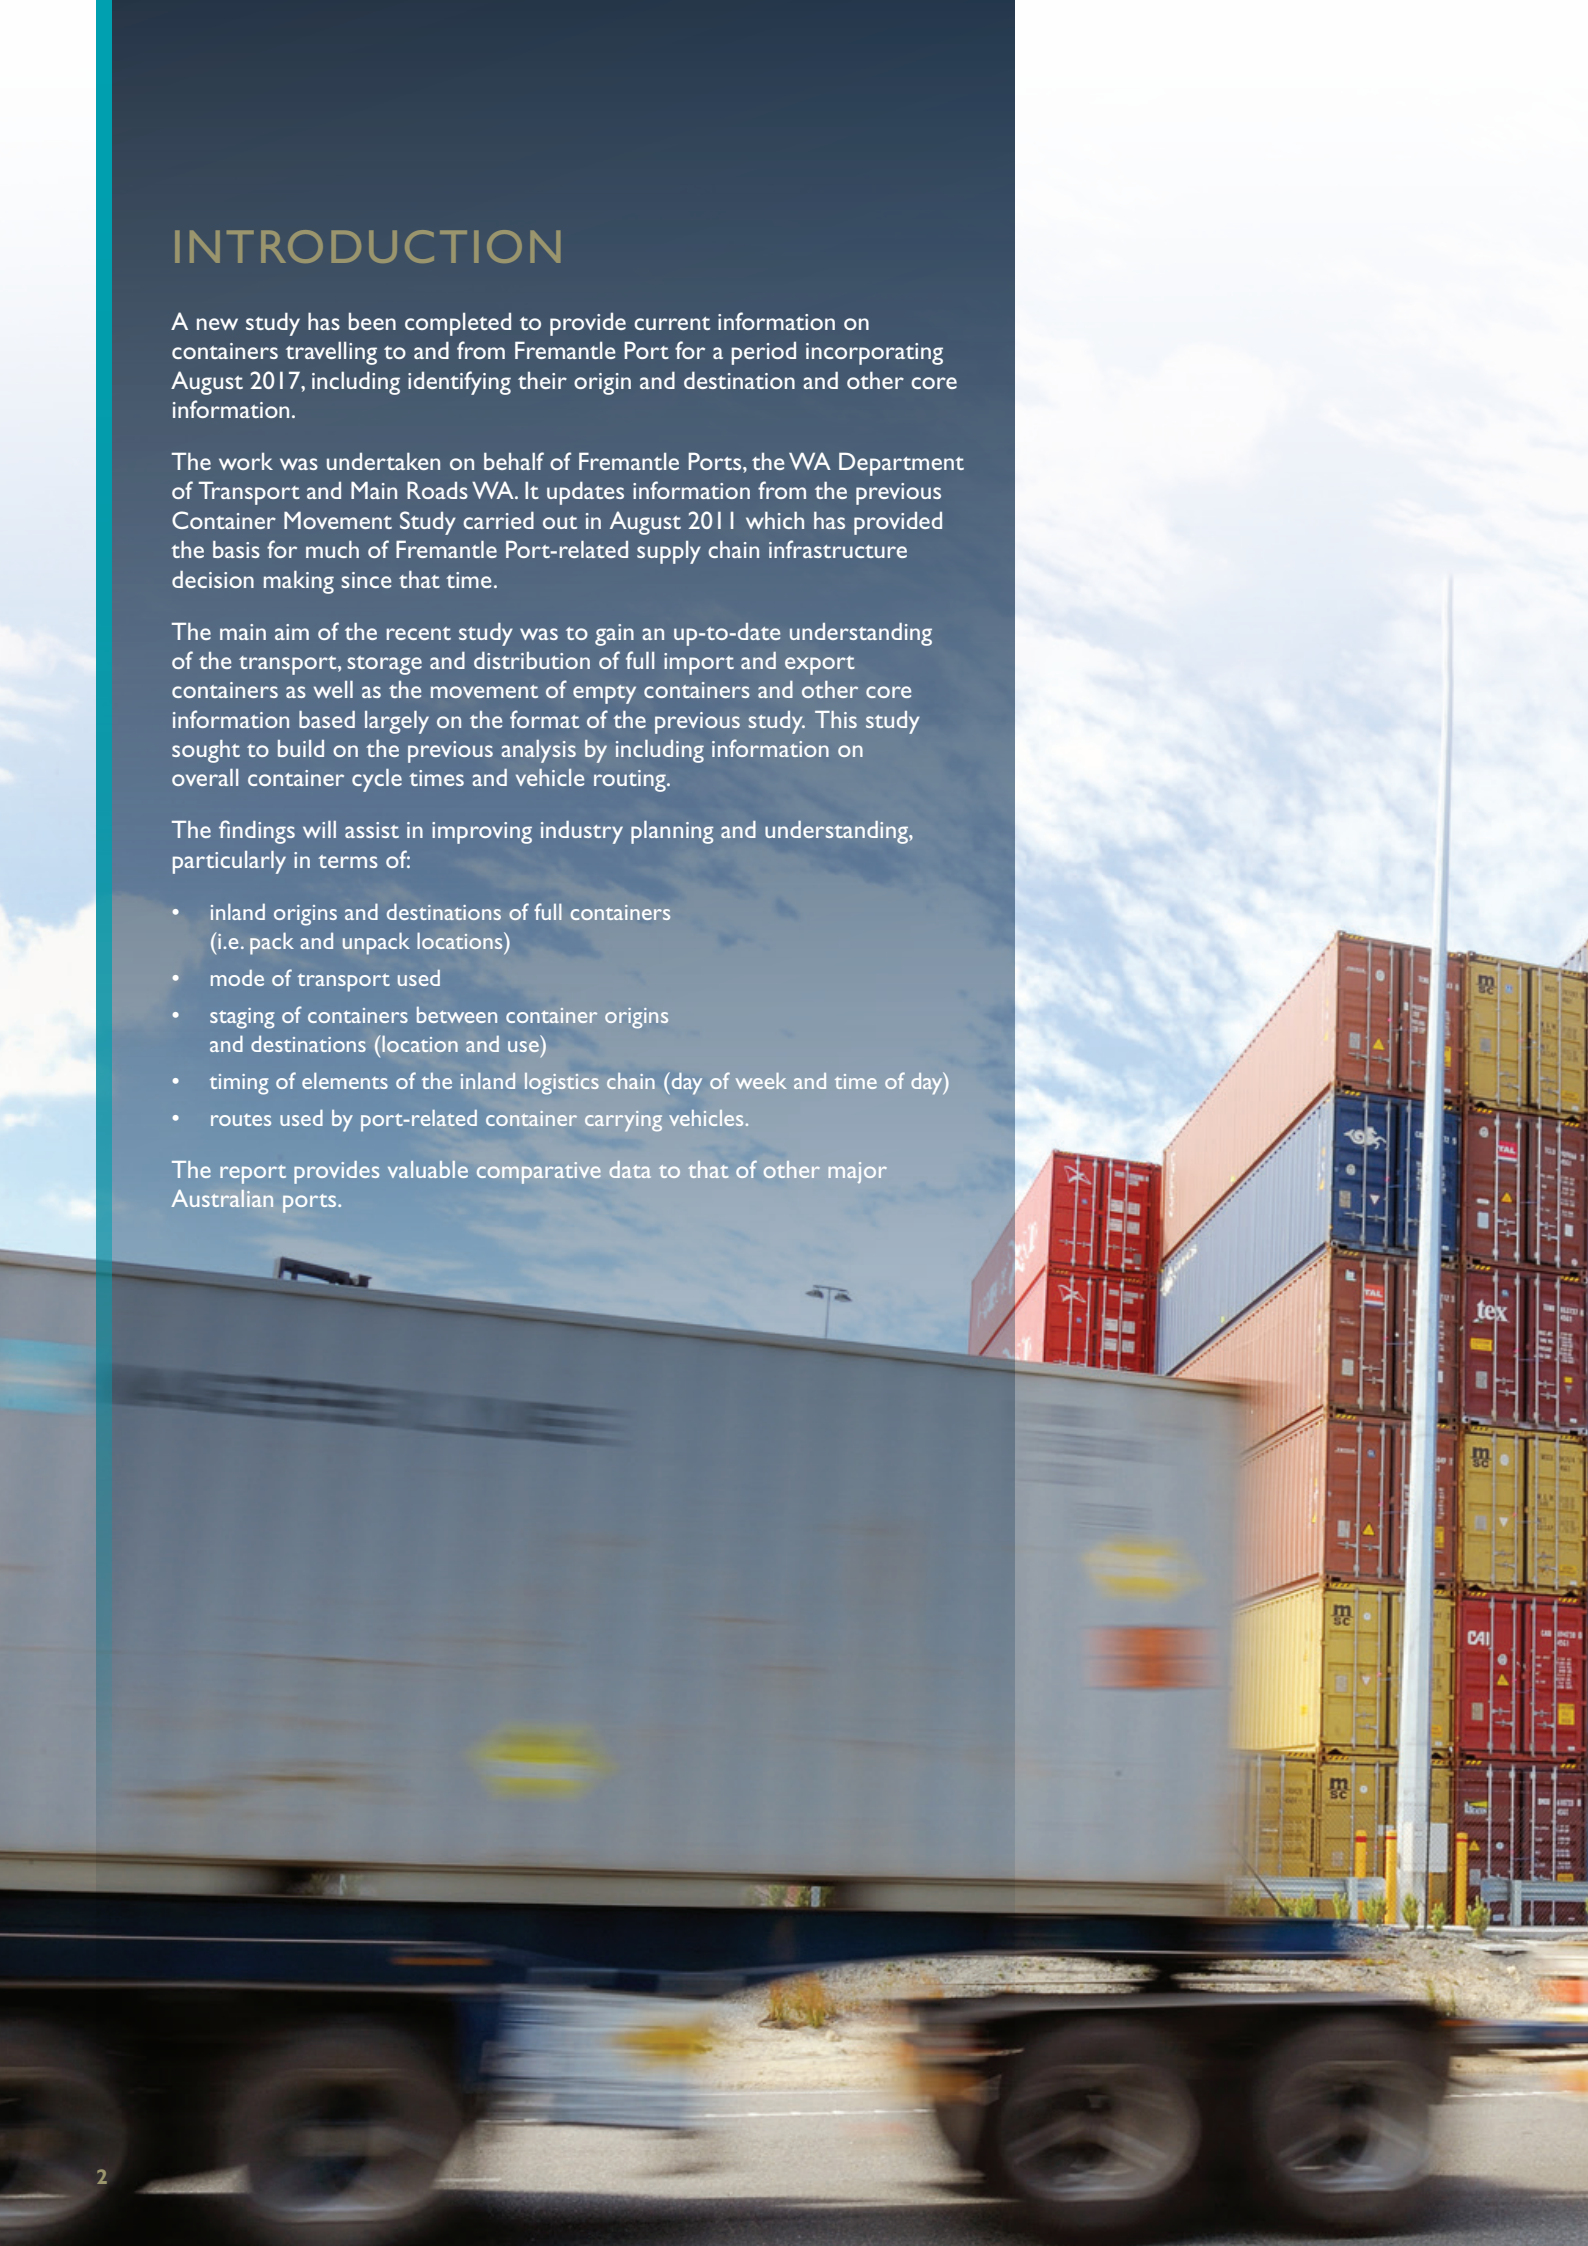 INTRODUCTION
A new study has been completed to provide current information on
containers travelling to and from Fremantle Port for a period incorporating
August 2017, including identifying their origin and destination and other core
information.
The work was undertaken on behalf of Fremantle Ports, the WA Department
of Transport and Main Roads WA. It updates information from the previous
Container Movement Study carried out in August 2011 which has provided
the basis for much of Fremantle Port-related supply chain infrastructure
decision making since that time.
The main aim of the recent study was to gain an up-to-date understanding
of the transport, storage and distribution of full import and export
containers as well as the movement of empty containers and other core
information based largely on the format of the previous study. This study
sought to build on the previous analysis by including information on
overall container cycle times and vehicle routing.
The findings will assist in improving industry planning and understanding,
particularly in terms of:
• inland origins and destinations of full containers
(i.e. pack and unpack locations)
• mode of transport used
• staging of containers between container origins
and destinations (location and use)
• timing of elements of the inland logistics chain (day of week and time of day)
• routes used by port-related container carrying vehicles.
The report provides valuable comparative data to that of other major
Australian ports.
m
sc
TAL
TAL
tex
m
sc
m
sc
CAI
m
sc
2